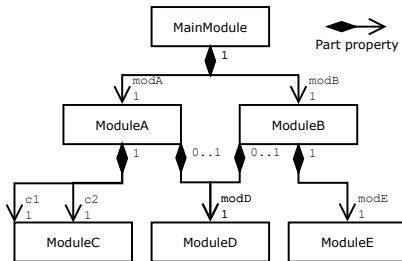 MainModule
Part property
1
modA
modB
1
1
ModuleA
ModuleB
1
0..1
0..1
1
c1
c2
modD
modE
1
1
1
1
ModuleC
ModuleD
ModuleE